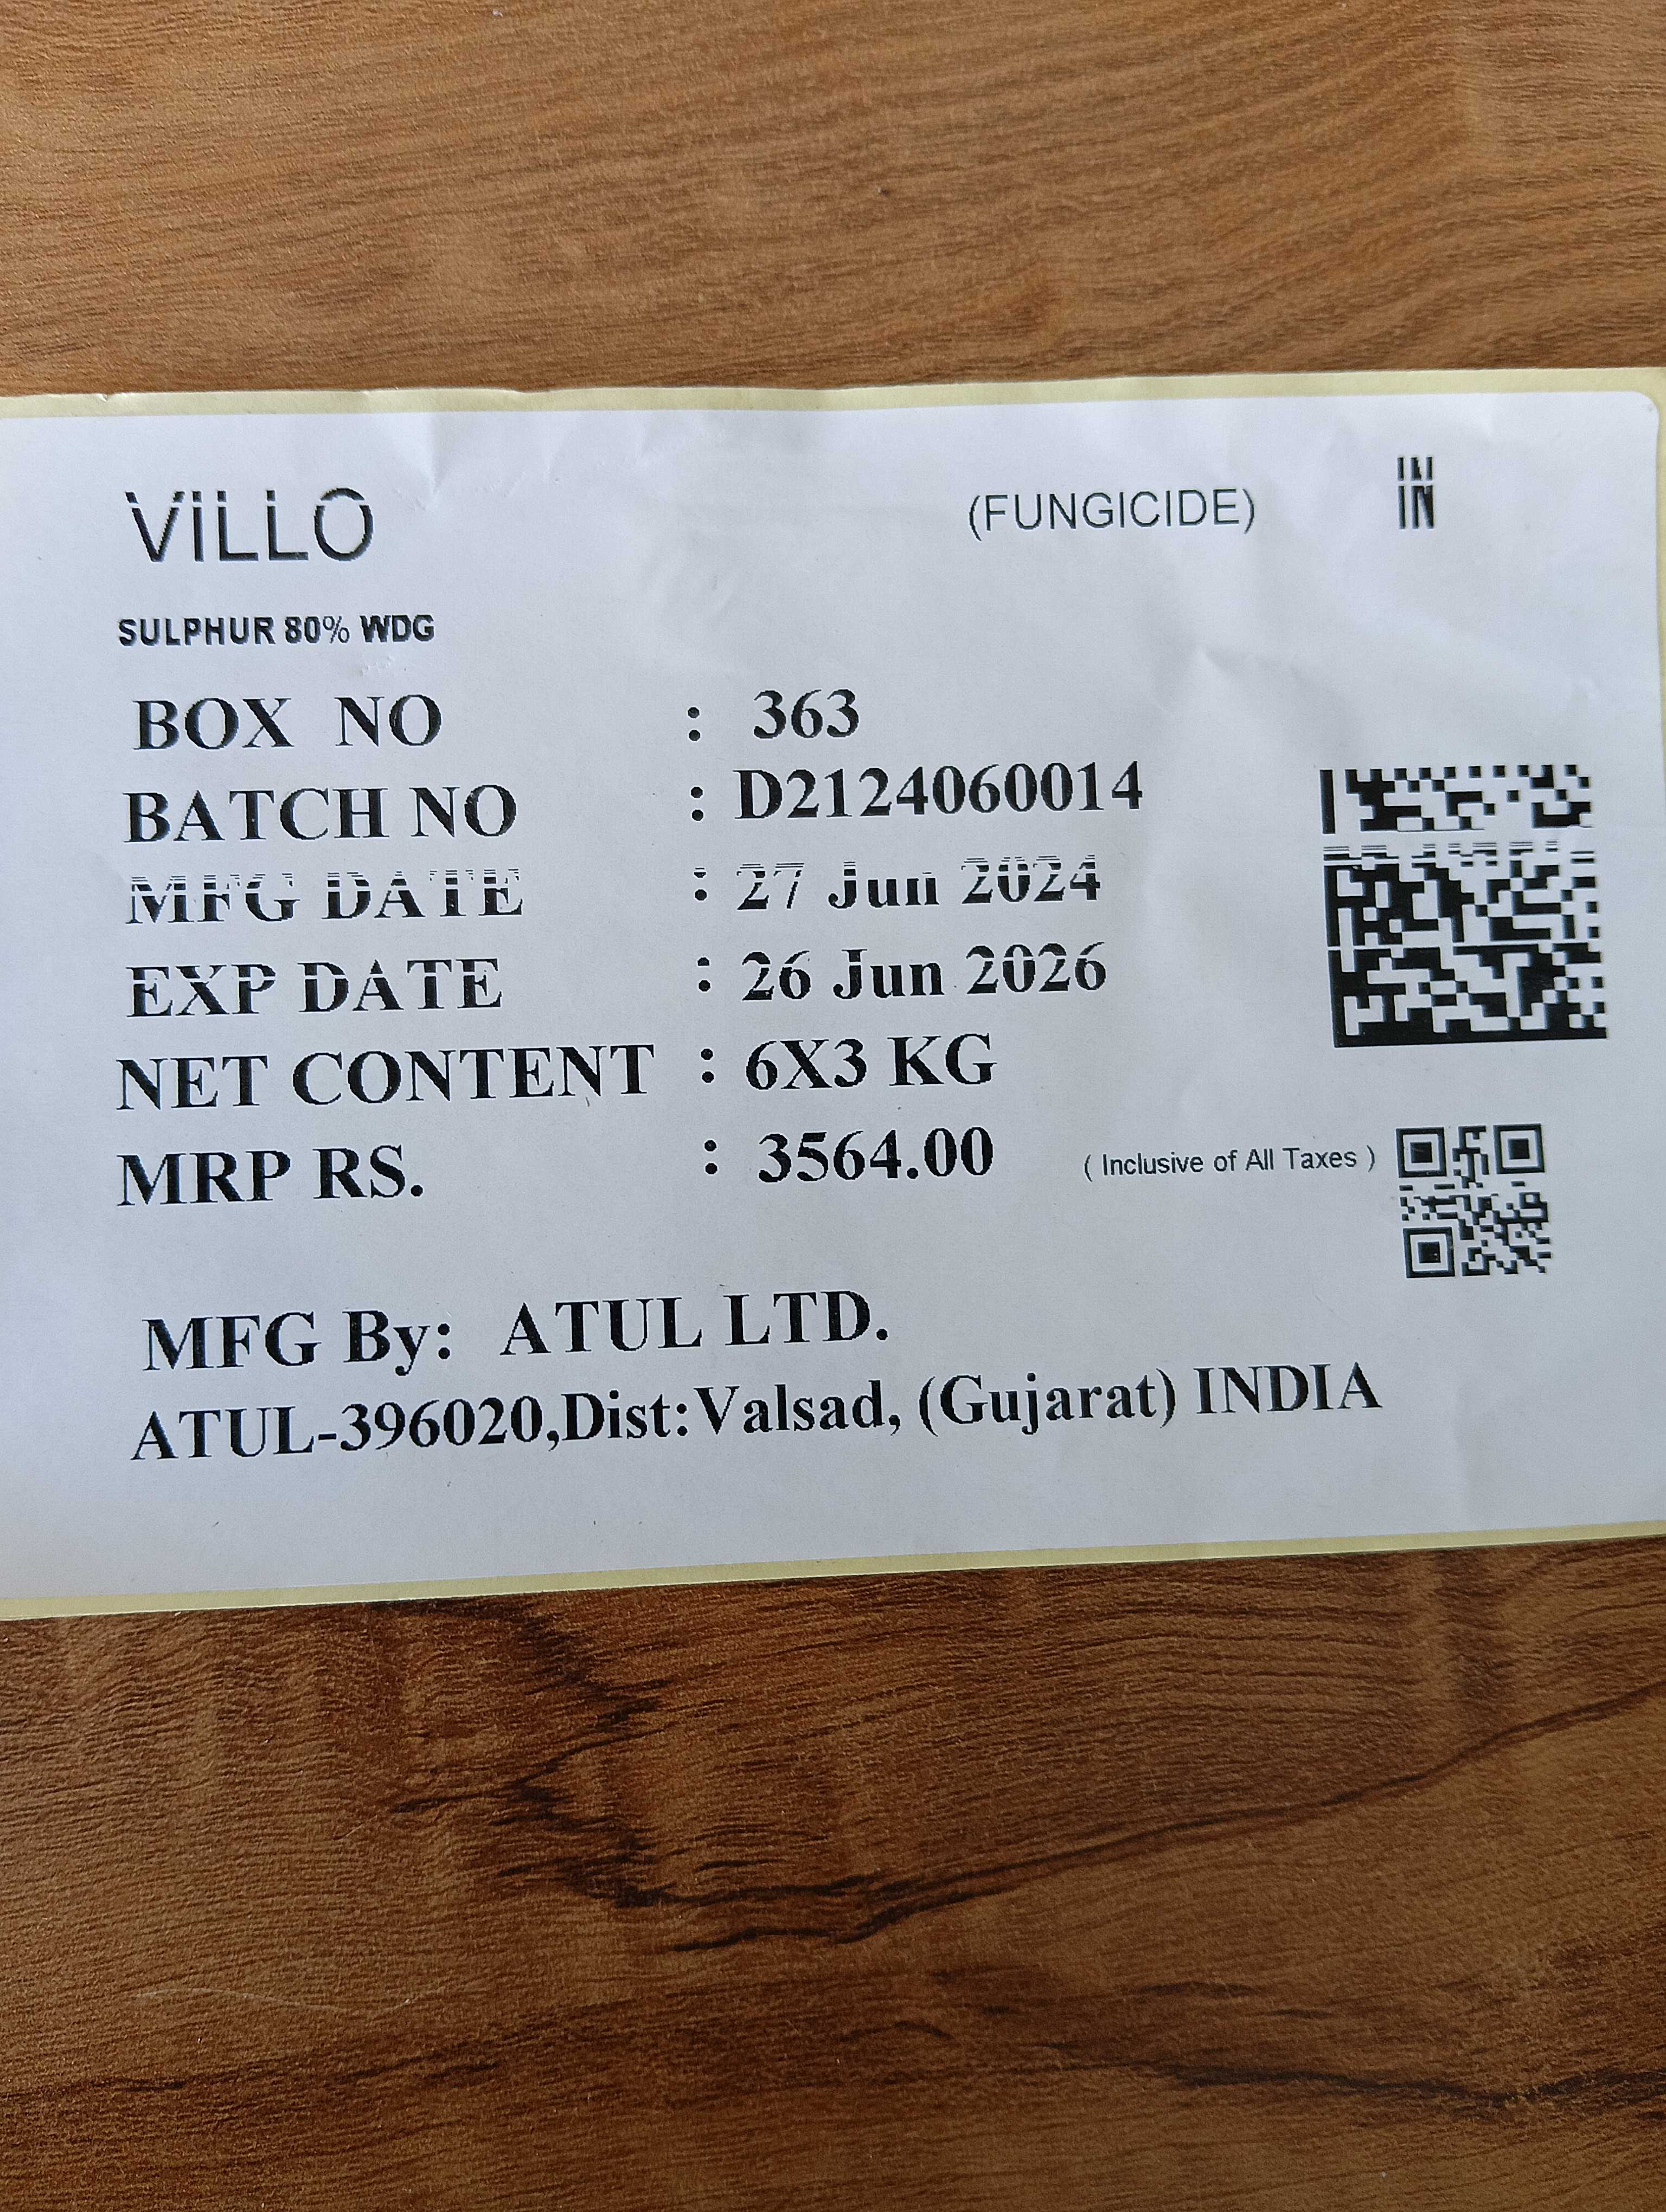 ViLLO (FUNGICIDE) IN
SULPHUR 80% WDG
BOX NO : 363
BATCH NO : D2124060014
MFG DATE : 27 Jun 2024
EXP DATE : 26 Jun 2026
NET CONTENT : 6X3 KG
MRP RS. : 3564.00 ( Inclusive of All Taxes )
MFG By: ATUL LTD.
ATUL-396020,Dist:Valsad, (Gujarat) INDIA